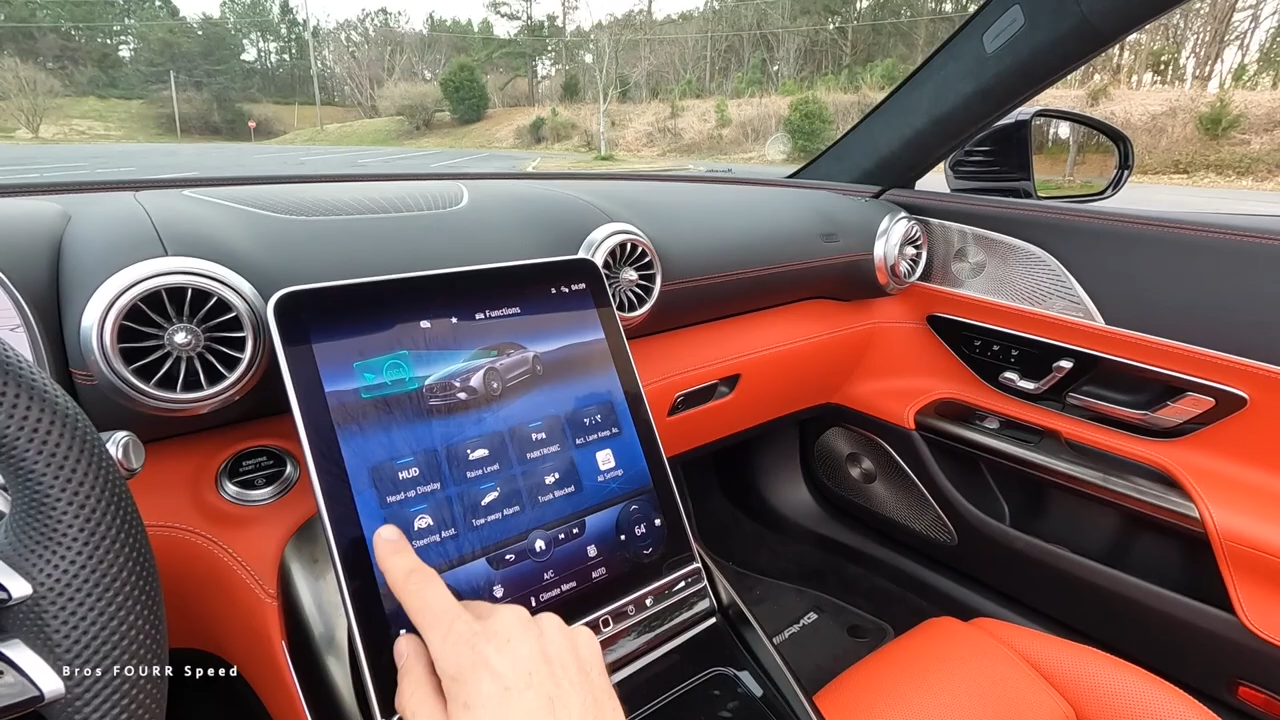 04:09
Functions
HUD
Head-up Display
Raise Level
PARKTRONIC
Act. Lane Keep. As.
Steering Asst.
Tow-away Alarm
Trunk Blocked
All Settings
64°
A/C
AUTO
Climate Menu
ENGINE
START / STOP
AMG
Bros FOURR Speed